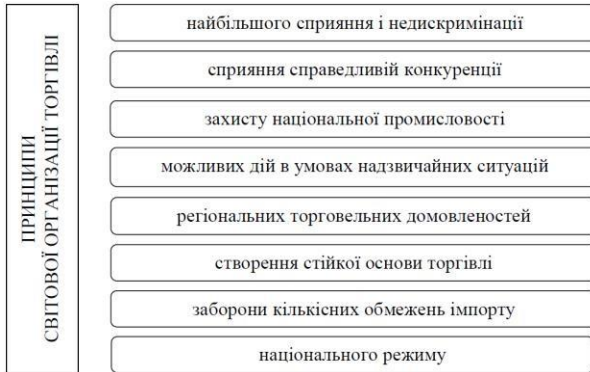 ПРИНЦИПИ
СВІТОВОЇ ОРГАНІЗАЦІЇ ТОРГІВЛІ
найбільшого сприяння і недискримінації
сприяння справедливій конкуренції
захисту національної промисловості
можливих дій в умовах надзвичайних ситуацій
регіональних торговельних домовленостей
створення стійкої основи торгівлі
заборони кількісних обмежень імпорту
національного режиму